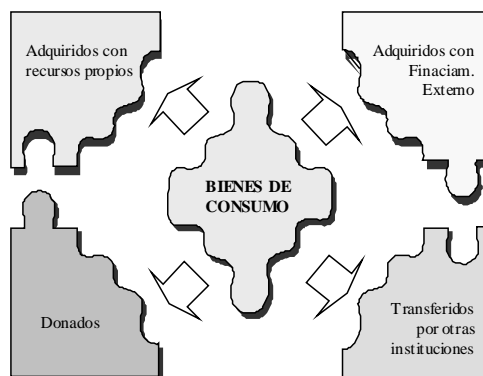 Adquiridos con
recursos propios
Adquiridos con
Finaciam.
Externo
BIENES DE
CONSUMO
Donados
Transferidos
por otras
instituciones